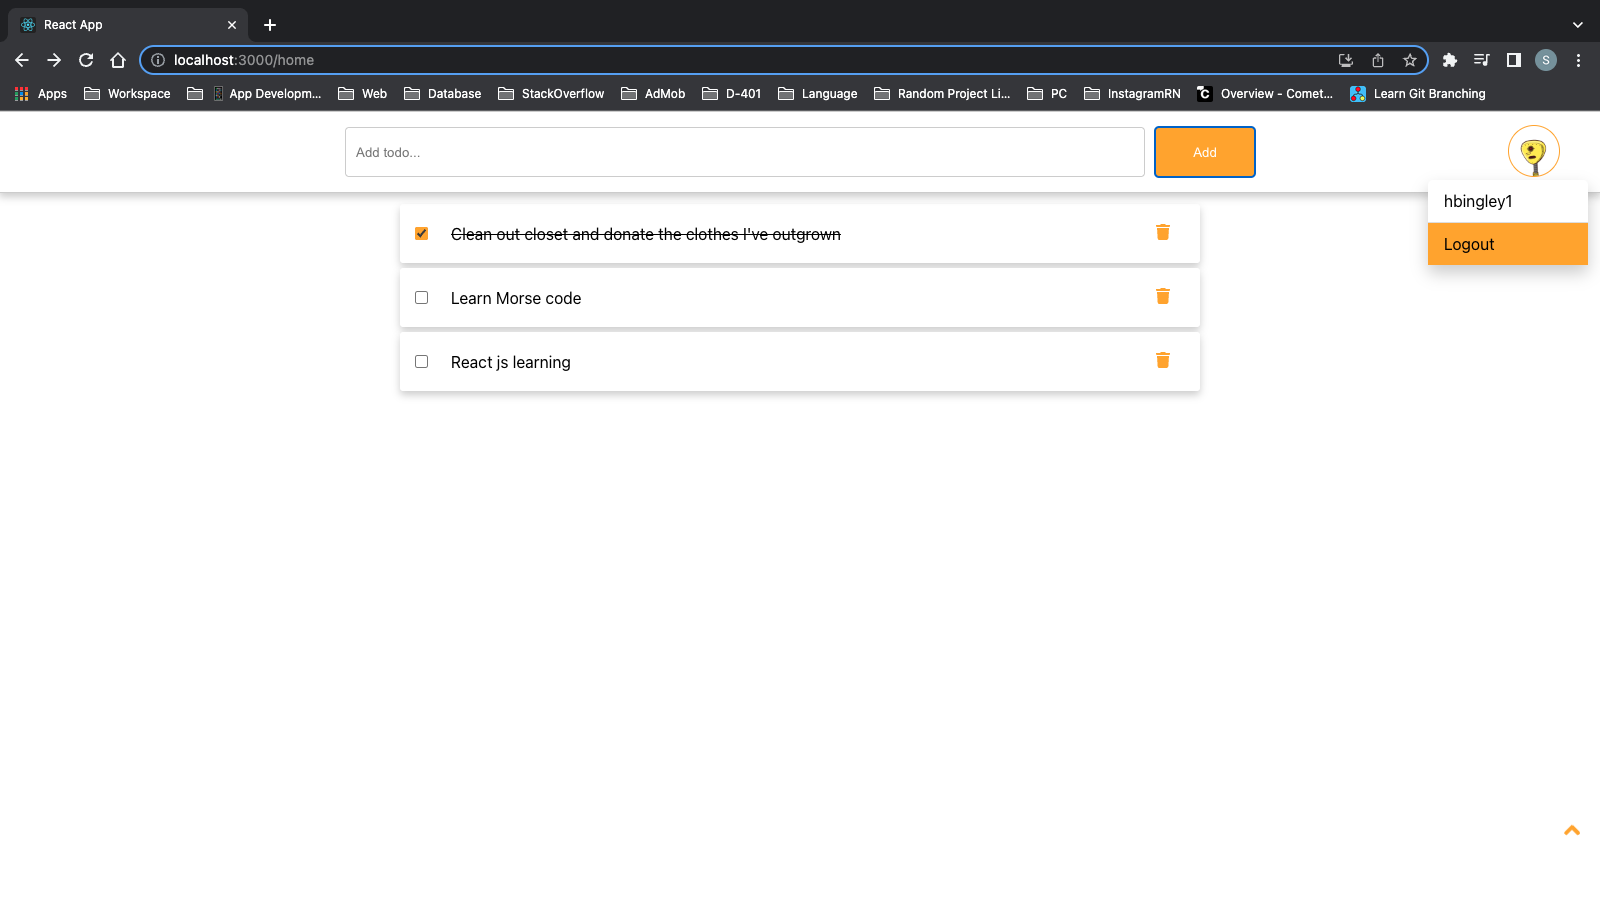 React App
localhost:3000/home
S
Apps
Workspace
App Developm...
Web
Database
StackOverflow
AdMob
D-401
Language
Random Project Li...
PC
InstagramRN
Overview - Comet...
Learn Git Branching
Add todo...
Add
hbingley1
Logout
Clean out closet and donate the clothes I've outgrown
Learn Morse code
React js learning